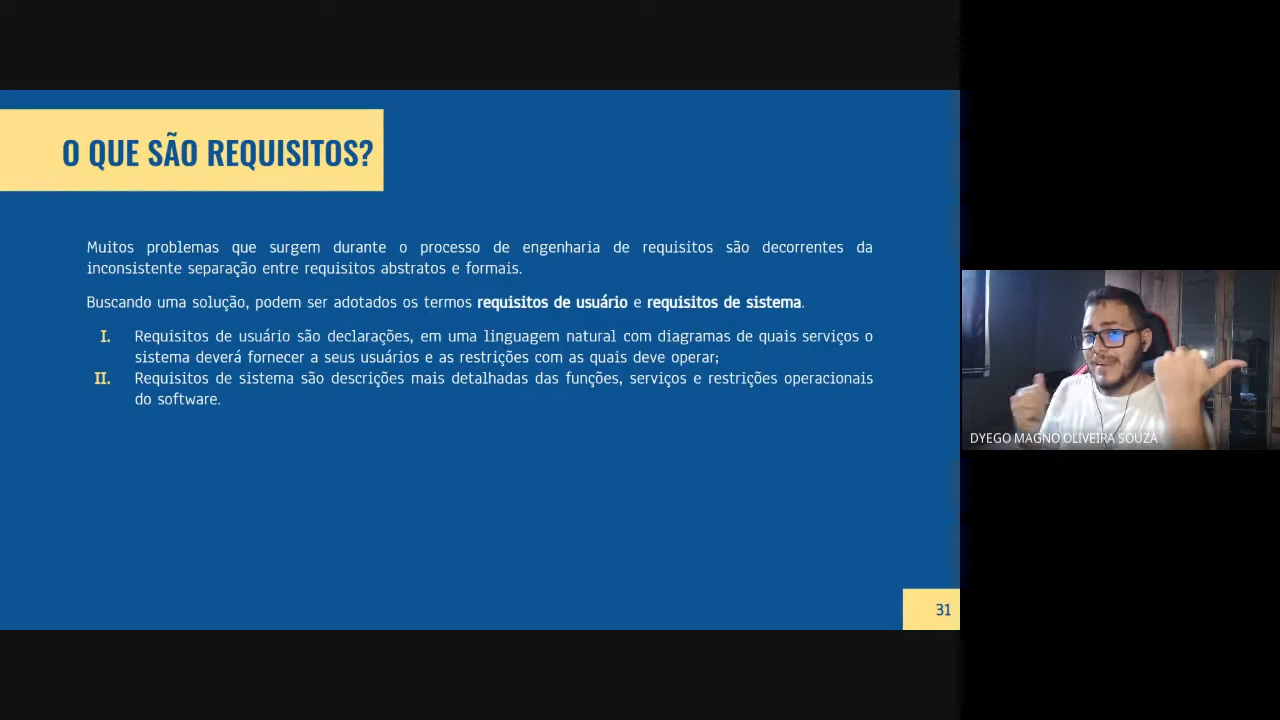 O QUE SÃO REQUISITOS?
Muitos problemas que surgem durante o processo de engenharia de requisitos são decorrentes da
inconsistente separação entre requisitos abstratos e formais.
Buscando uma solução, podem ser adotados os termos requisitos de usuário e requisitos de sistema.
I. Requisitos de usuário são declarações, em uma linguagem natural com diagramas de quais serviços o
sistema deverá fornecer a seus usuários e as restrições com as quais deve operar;
II. Requisitos de sistema são descrições mais detalhadas das funções, serviços e restrições operacionais
do software.
31
DYEGO MAGNO OLIVEIRA SOUZA